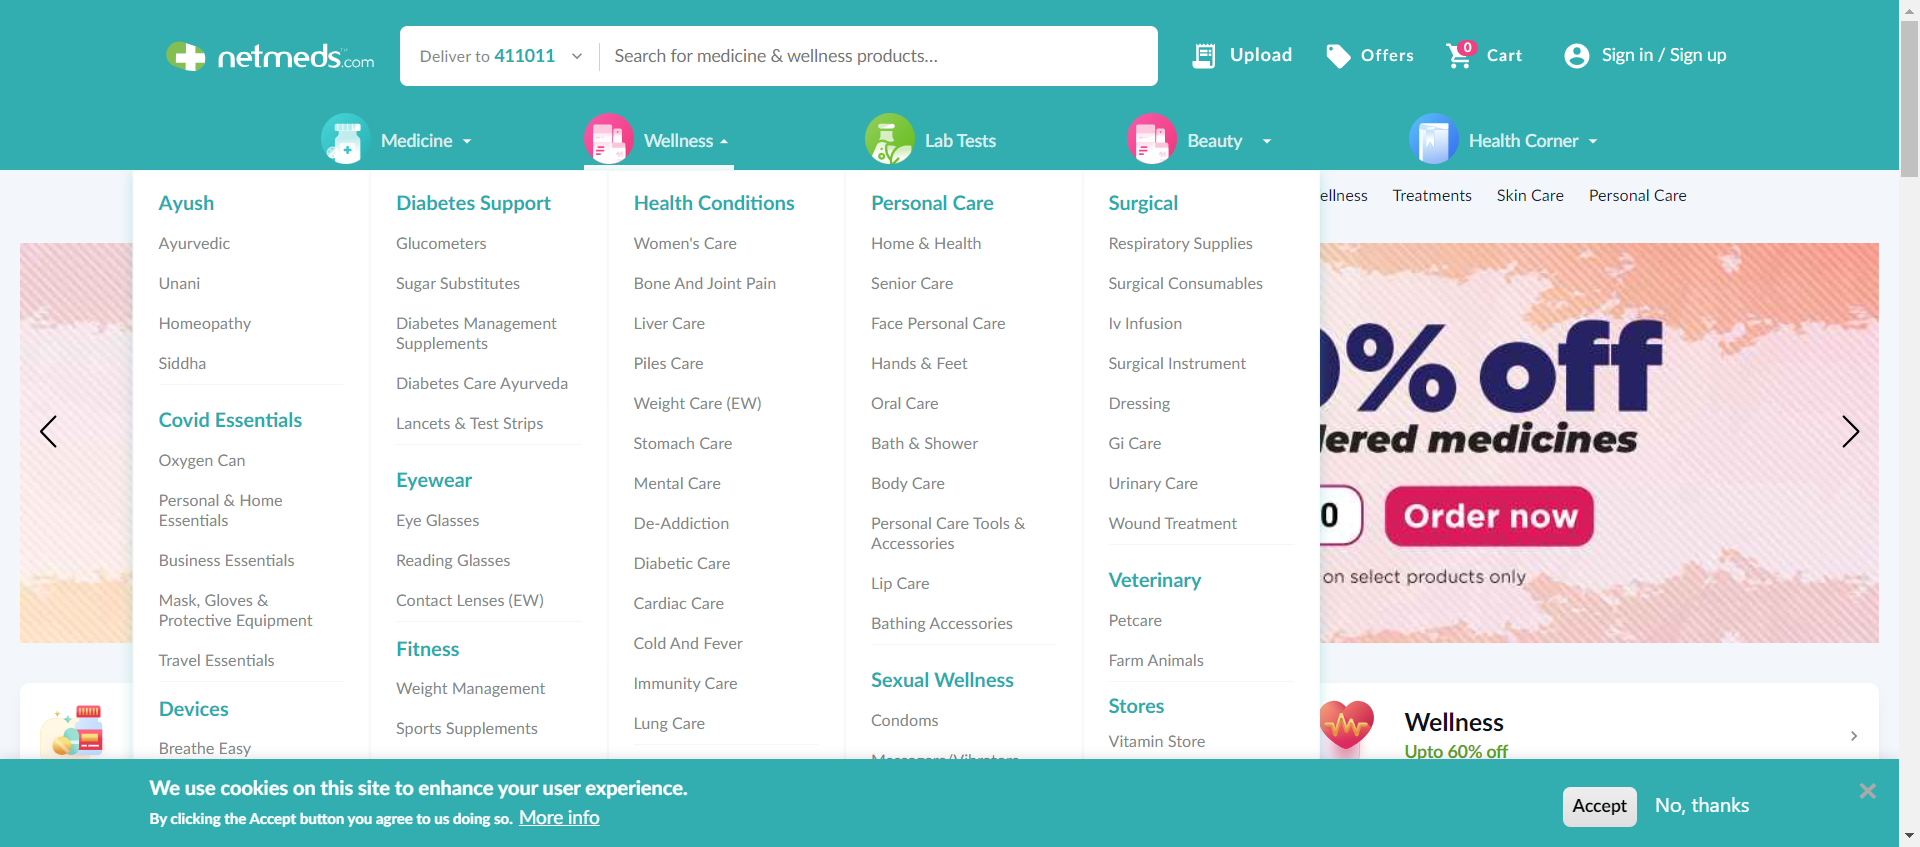 netmeds.com
Deliver to 411011
Search for medicine & wellness products...
Upload
Offers
0
Cart
Sign in / Sign up
Medicine
Wellness
Lab Tests
Beauty
Health Corner
ellness
Treatments
Skin Care
Personal Care
Ayush
Ayurvedic
Unani
Homeopathy
Siddha
Covid Essentials
Oxygen Can
Personal & Home
Essentials
Business Essentials
Mask, Gloves &
Protective Equipment
Travel Essentials
Devices
Breathe Easy
Diabetes Support
Glucometers
Sugar Substitutes
Diabetes Management
Supplements
Diabetes Care Ayurveda
Lancets & Test Strips
Eyewear
Eye Glasses
Reading Glasses
Contact Lenses (EW)
Fitness
Weight Management
Sports Supplements
Health Conditions
Women's Care
Bone And Joint Pain
Liver Care
Piles Care
Weight Care (EW)
Stomach Care
Mental Care
De-Addiction
Diabetic Care
Cardiac Care
Cold And Fever
Immunity Care
Lung Care
Personal Care
Home & Health
Senior Care
Face Personal Care
Hands & Feet
Oral Care
Bath & Shower
Body Care
Personal Care Tools &
Accessories
Lip Care
Bathing Accessories
Sexual Wellness
Condoms
Surgical
Respiratory Supplies
Surgical Consumables
Iv Infusion
Surgical Instrument
Dressing
Gi Care
Urinary Care
Wound Treatment
Veterinary
Petcare
Farm Animals
Stores
Vitamin Store
0% off
dered medicines
0
Order now
on select products only
Wellness
Upto 60% off
We use cookies on this site to enhance your user experience.
By clicking the Accept button you agree to us doing so. More info
Accept
No, thanks